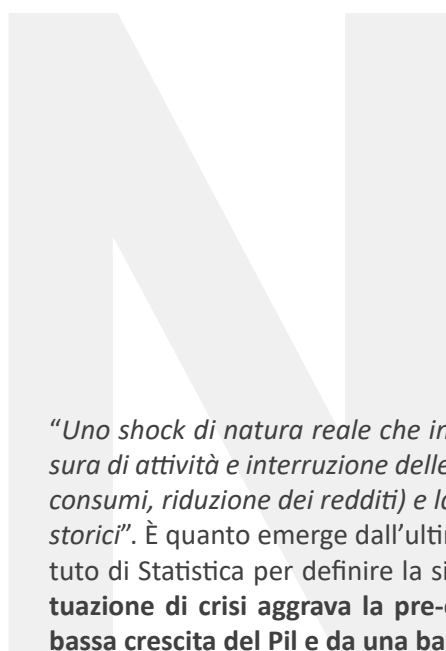 N
“Uno shock di natura reale che in
sura di attività e interruzione delle
consumi, riduzione dei redditi) e la
storici”. È quanto emerge dall’ulti
tuto di Statistica per definire la si
tuazione di crisi aggrava la pre-
bassa crescita del Pil e da una ba